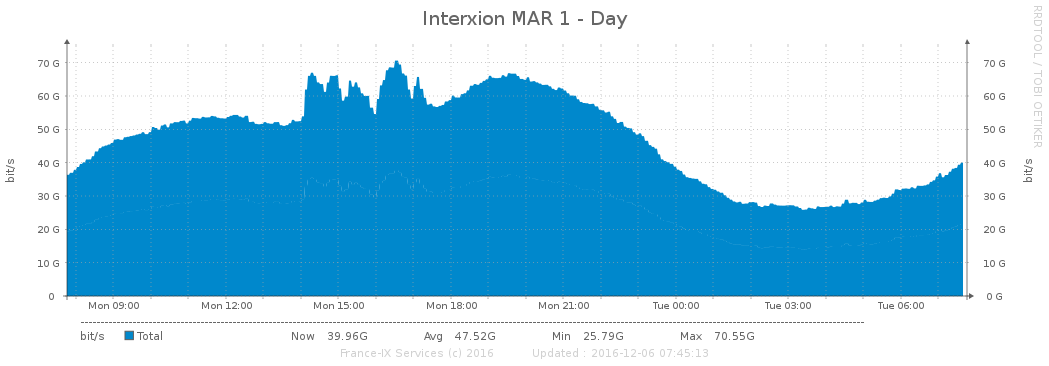 Interxion MAR 1 - Day
RRDTOOL / TOBI OETIKER
bit/s
bit/s
70 G 70 G
60 G 60 G
50 G 50 G
40 G 40 G
30 G 30 G
20 G 20 G
10 G 10 G
0 0 G
Mon 09:00 Mon 12:00 Mon 15:00 Mon 18:00 Mon 21:00 Tue 00:00 Tue 03:00 Tue 06:00
bit/s Total Now 39.96G Avg 47.52G Min 25.79G Max 70.55G
France-IX Services (c) 2016 Updated : 2016-12-06 07:45:13